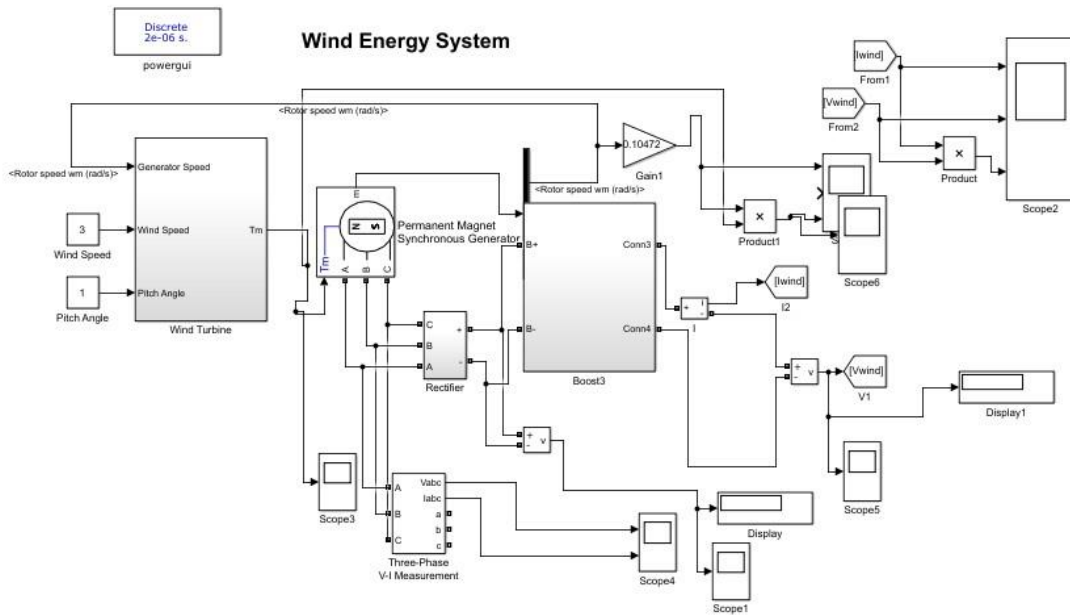 Discrete
2e-06 s.
powergui
Wind Energy System
<Rotor speed wm (rad/s)>
[Iwind]
From1
[Vwind]
From2
×
Product
Scope2
0.10472
Gain1
<Rotor speed wm (rad/s)>
<Rotor speed wm (rad/s)>
Generator Speed
Wind Speed
Pitch Angle
Tm
Wind Turbine
3
Wind Speed
1
Pitch Angle
m
N S
Tm
A
B
C
Permanent Magnet
Synchronous Generator
×
Product1
S
Scope6
B+
B-
Conn3
Conn4
Boost3
+
i
-
I
[Iwind]
I2
C
B
A
+
-
Rectifier
+
-
v
[Vwind]
V1
Display1
Scope5
+
-
v
Scope3
A
B
C
Vabc
Iabc
a
b
c
Three-Phase
V-I Measurement
Scope4
Display
Scope1